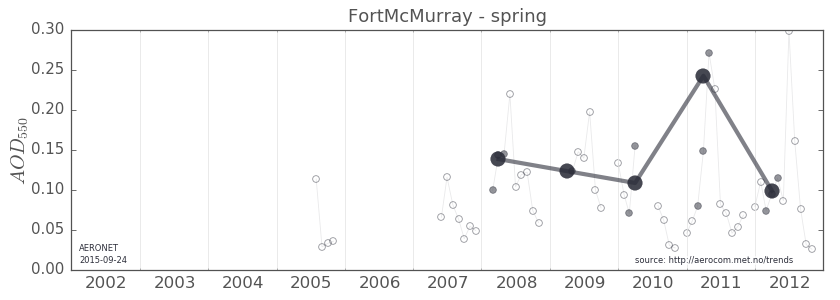 FortMcMurray - spring
0.30
0.25
0.20
0.15
0.10
0.05
0.00
AOD550
AERONET
2015-09-24
source: http://aerocom.met.no/trends
2002 2003 2004 2005 2006 2007 2008 2009 2010 2011 2012